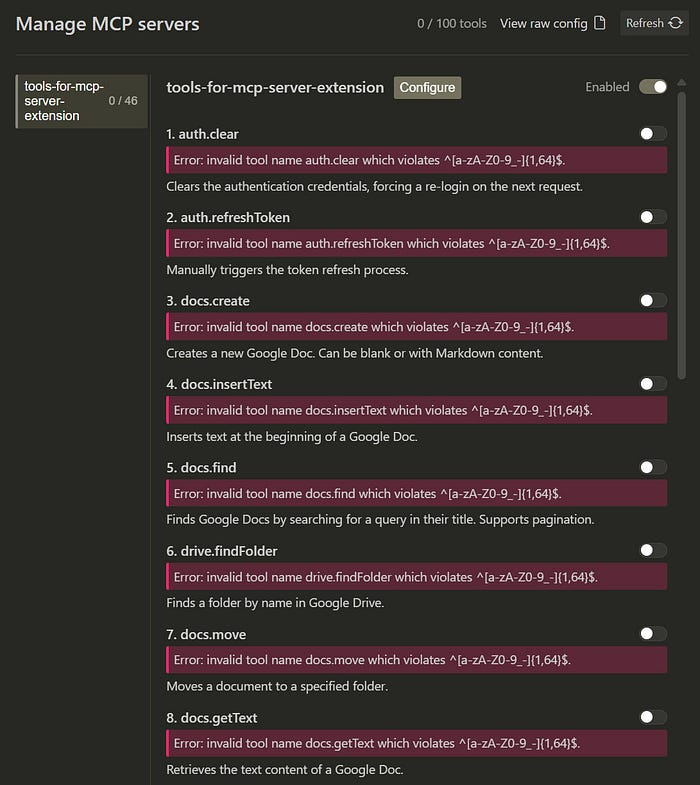 Manage MCP servers
0 / 100 tools View raw config Refresh
tools-for-mcp-
server-
extension
0 / 46
tools-for-mcp-server-extension Configure Enabled
1. auth.clear
Error: invalid tool name auth.clear which violates ^[a-zA-Z0-9_-]{1,64}$.
Clears the authentication credentials, forcing a re-login on the next request.
2. auth.refreshToken
Error: invalid tool name auth.refreshToken which violates ^[a-zA-Z0-9_-]{1,64}$.
Manually triggers the token refresh process.
3. docs.create
Error: invalid tool name docs.create which violates ^[a-zA-Z0-9_-]{1,64}$.
Creates a new Google Doc. Can be blank or with Markdown content.
4. docs.insertText
Error: invalid tool name docs.insertText which violates ^[a-zA-Z0-9_-]{1,64}$.
Inserts text at the beginning of a Google Doc.
5. docs.find
Error: invalid tool name docs.find which violates ^[a-zA-Z0-9_-]{1,64}$.
Finds Google Docs by searching for a query in their title. Supports pagination.
6. drive.findFolder
Error: invalid tool name drive.findFolder which violates ^[a-zA-Z0-9_-]{1,64}$.
Finds a folder by name in Google Drive.
7. docs.move
Error: invalid tool name docs.move which violates ^[a-zA-Z0-9_-]{1,64}$.
Moves a document to a specified folder.
8. docs.getText
Error: invalid tool name docs.getText which violates ^[a-zA-Z0-9_-]{1,64}$.
Retrieves the text content of a Google Doc.